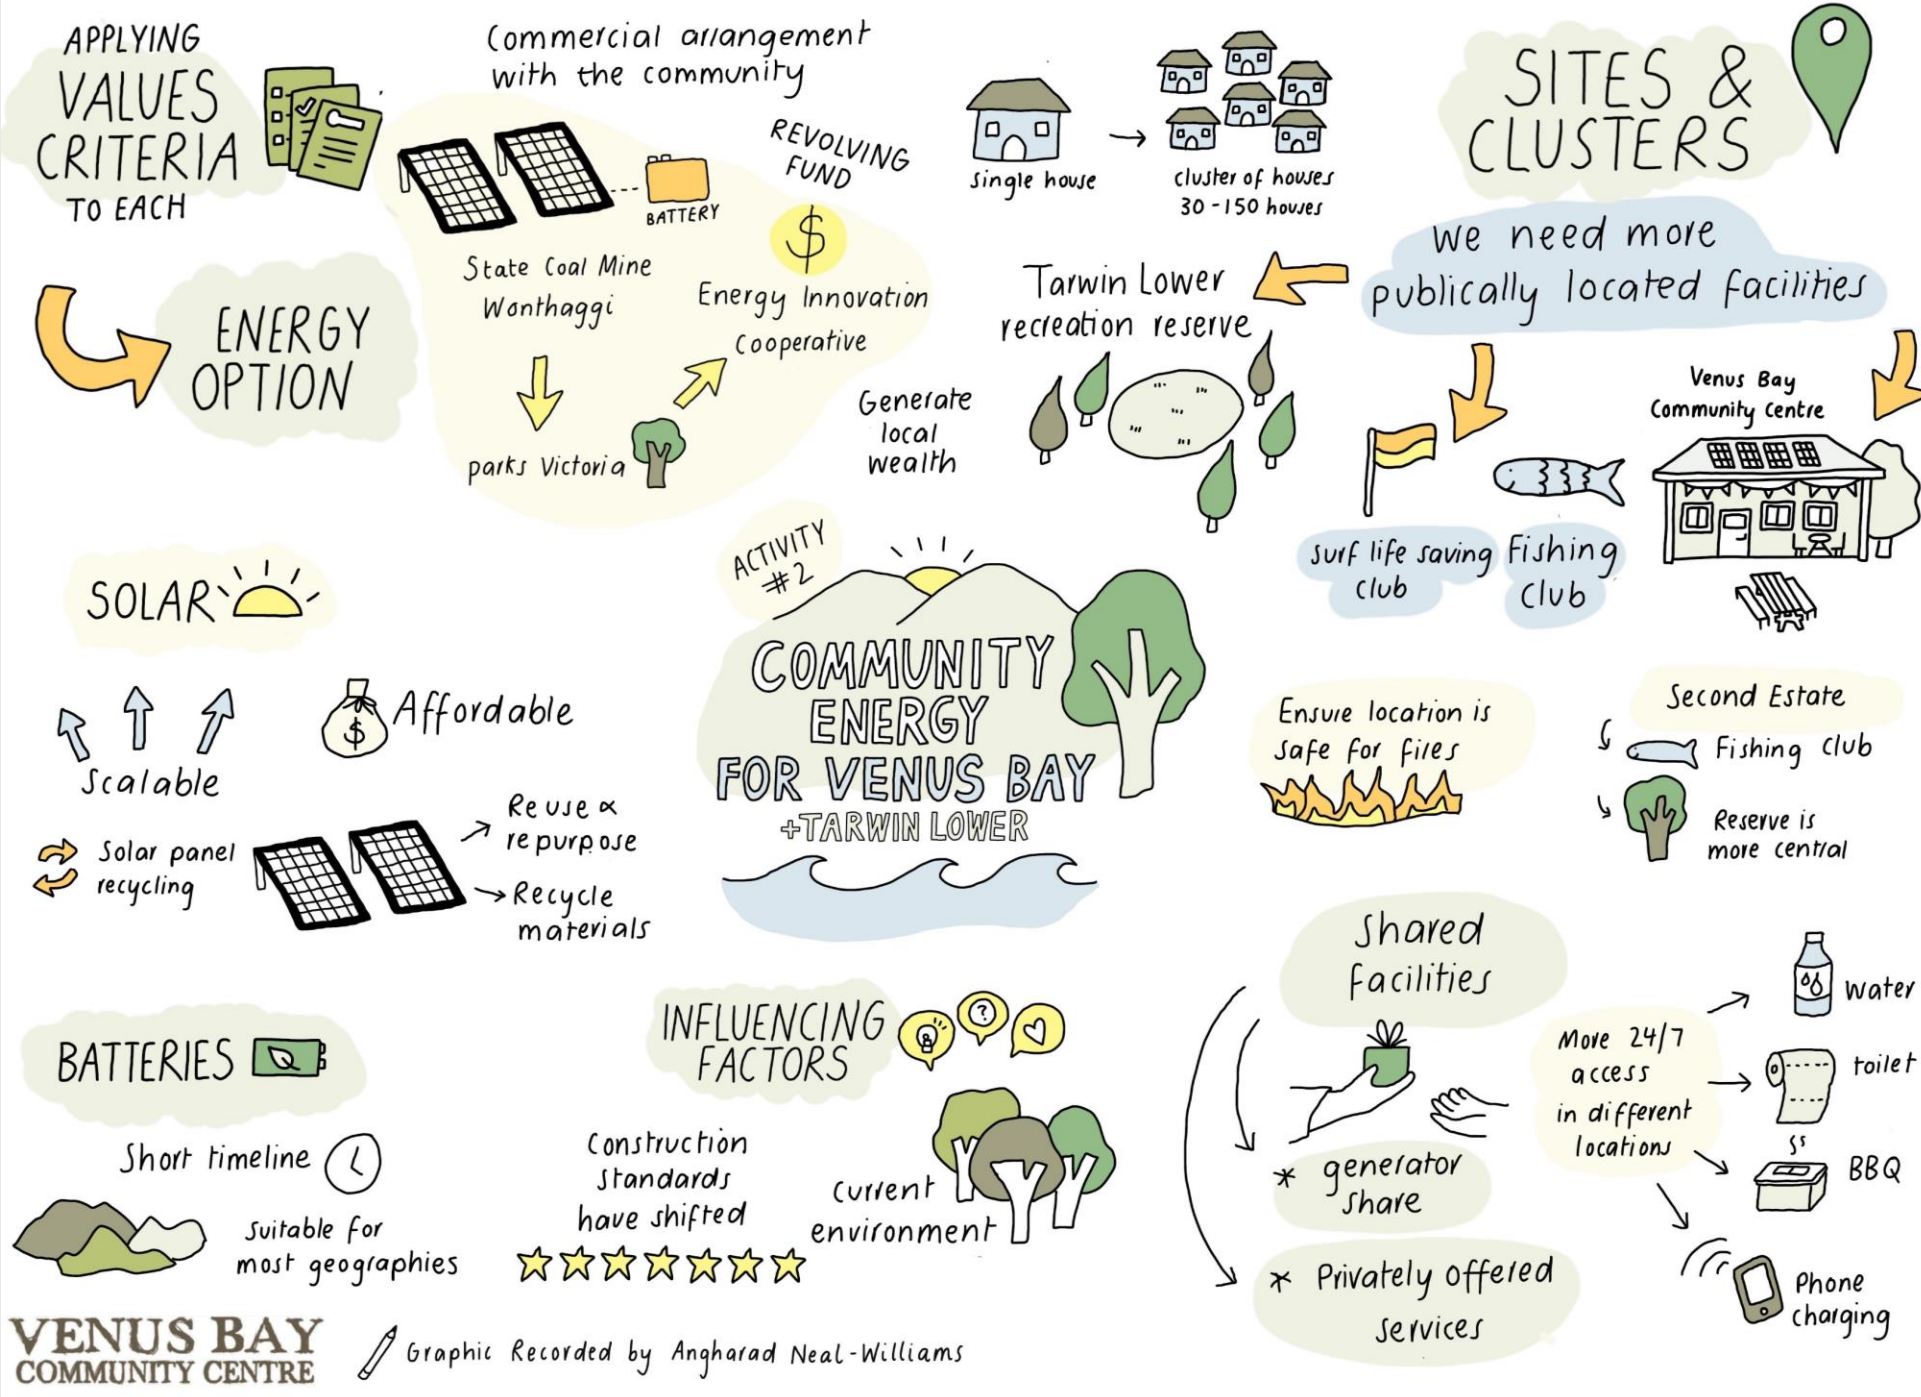 APPLYING
VALUES
CRITERIA
TO EACH
ENERGY
OPTION
Commercial arrangement
with the community
BATTERY
REVOLVING
FUND
$
State Coal Mine
Wonthaggi
Energy Innovation
Cooperative
parks Victoria
Generate
local
wealth
single house
cluster of houses
30-150 houses
SITES &
CLUSTERS
We need more
publically located facilities
Tarwin Lower
recreation reserve
surf life saving
club
Fishing
Club
Venus Bay
Community Centre
SOLAR
Scalable
$
Affordable
Solar panel
recycling
Reuse &
repurpose
Recycle
materials
ACTIVITY
#2
COMMUNITY
ENERGY
FOR VENUS BAY
+TARWIN LOWER
Ensure location is
safe for fires
Second Estate
Fishing club
Reserve is
more central
BATTERIES
Short timeline
suitable for
most geographies
INFLUENCING
FACTORS
?
Construction
standards
have shifted
current
environment
Shared
facilities
* generator
share
* Privately offered
services
More 24/7
access
in different
locations
water
toilet
BBQ
Phone
charging
VENUS BAY
COMMUNITY CENTRE
Graphic Recorded by Angharad Neal-Williams